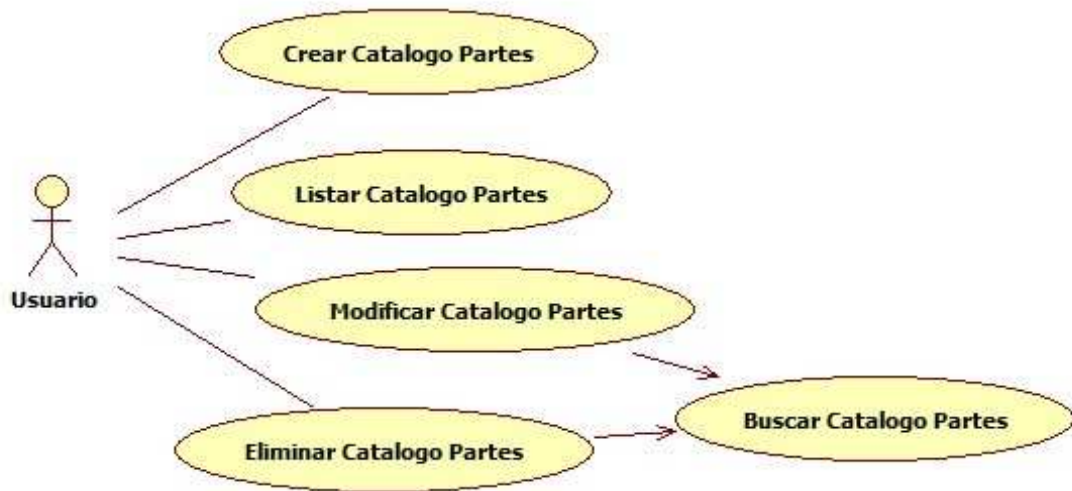 Crear Catalogo Partes
Listar Catalogo Partes
Usuario
Modificar Catalogo Partes
Buscar Catalogo Partes
Eliminar Catalogo Partes